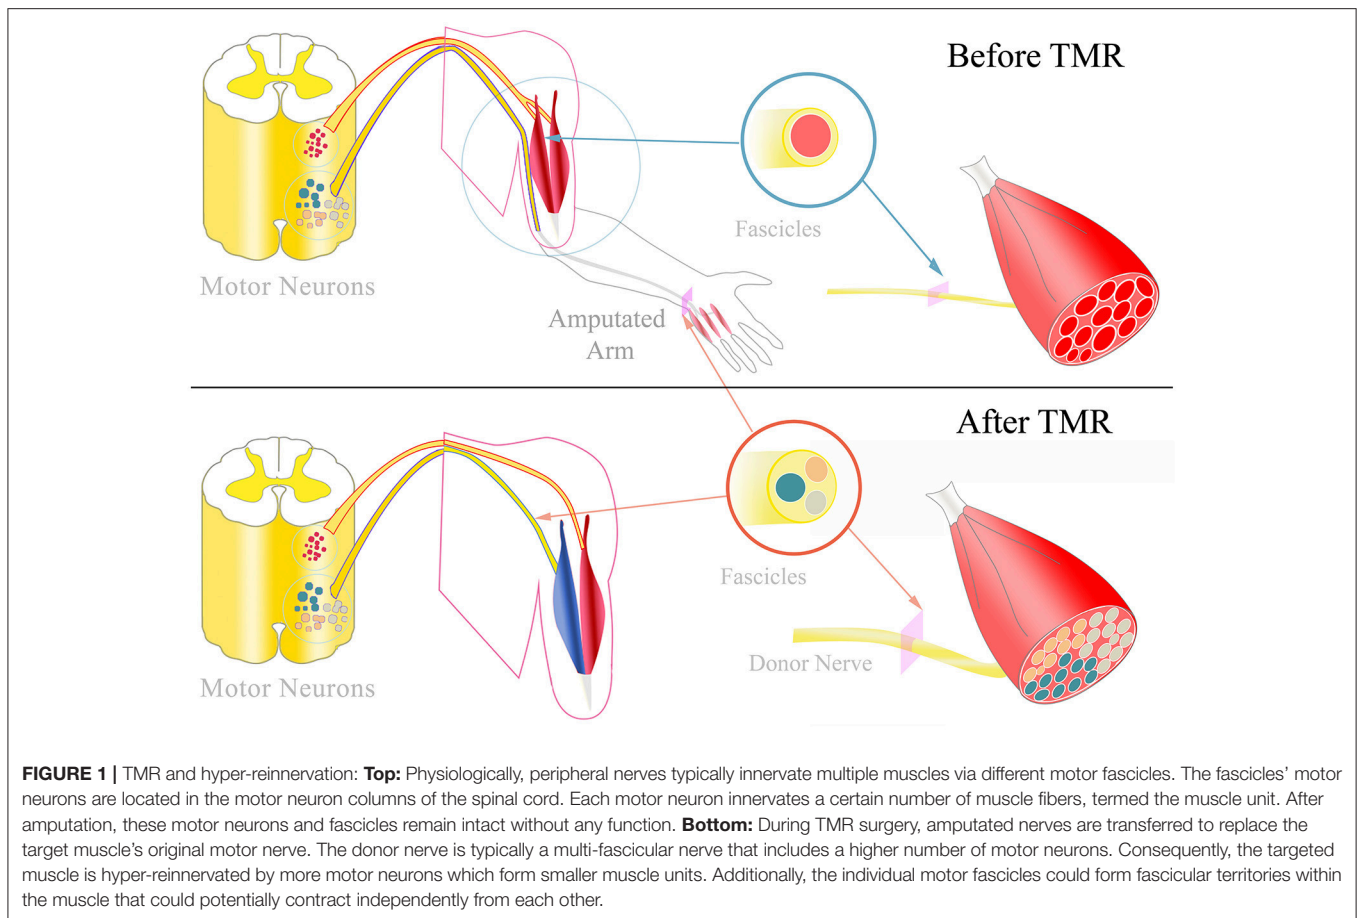 Before TMR
Fascicles
Motor Neurons
Amputated
Arm
After TMR
Fascicles
Donor Nerve
Motor Neurons
FIGURE 1 | TMR and hyper-reinnervation: Top: Physiologically, peripheral nerves typically innervate multiple muscles via different motor fascicles. The fascicles' motor
neurons are located in the motor neuron columns of the spinal cord. Each motor neuron innervates a certain number of muscle fibers, termed the muscle unit. After
amputation, these motor neurons and fascicles remain intact without any function. Bottom: During TMR surgery, amputated nerves are transferred to replace the
target muscle's original motor nerve. The donor nerve is typically a multi-fascicular nerve that includes a higher number of motor neurons. Consequently, the targeted
muscle is hyper-reinnervated by more motor neurons which form smaller muscle units. Additionally, the individual motor fascicles could form fascicular territories within
the muscle that could potentially contract independently from each other.